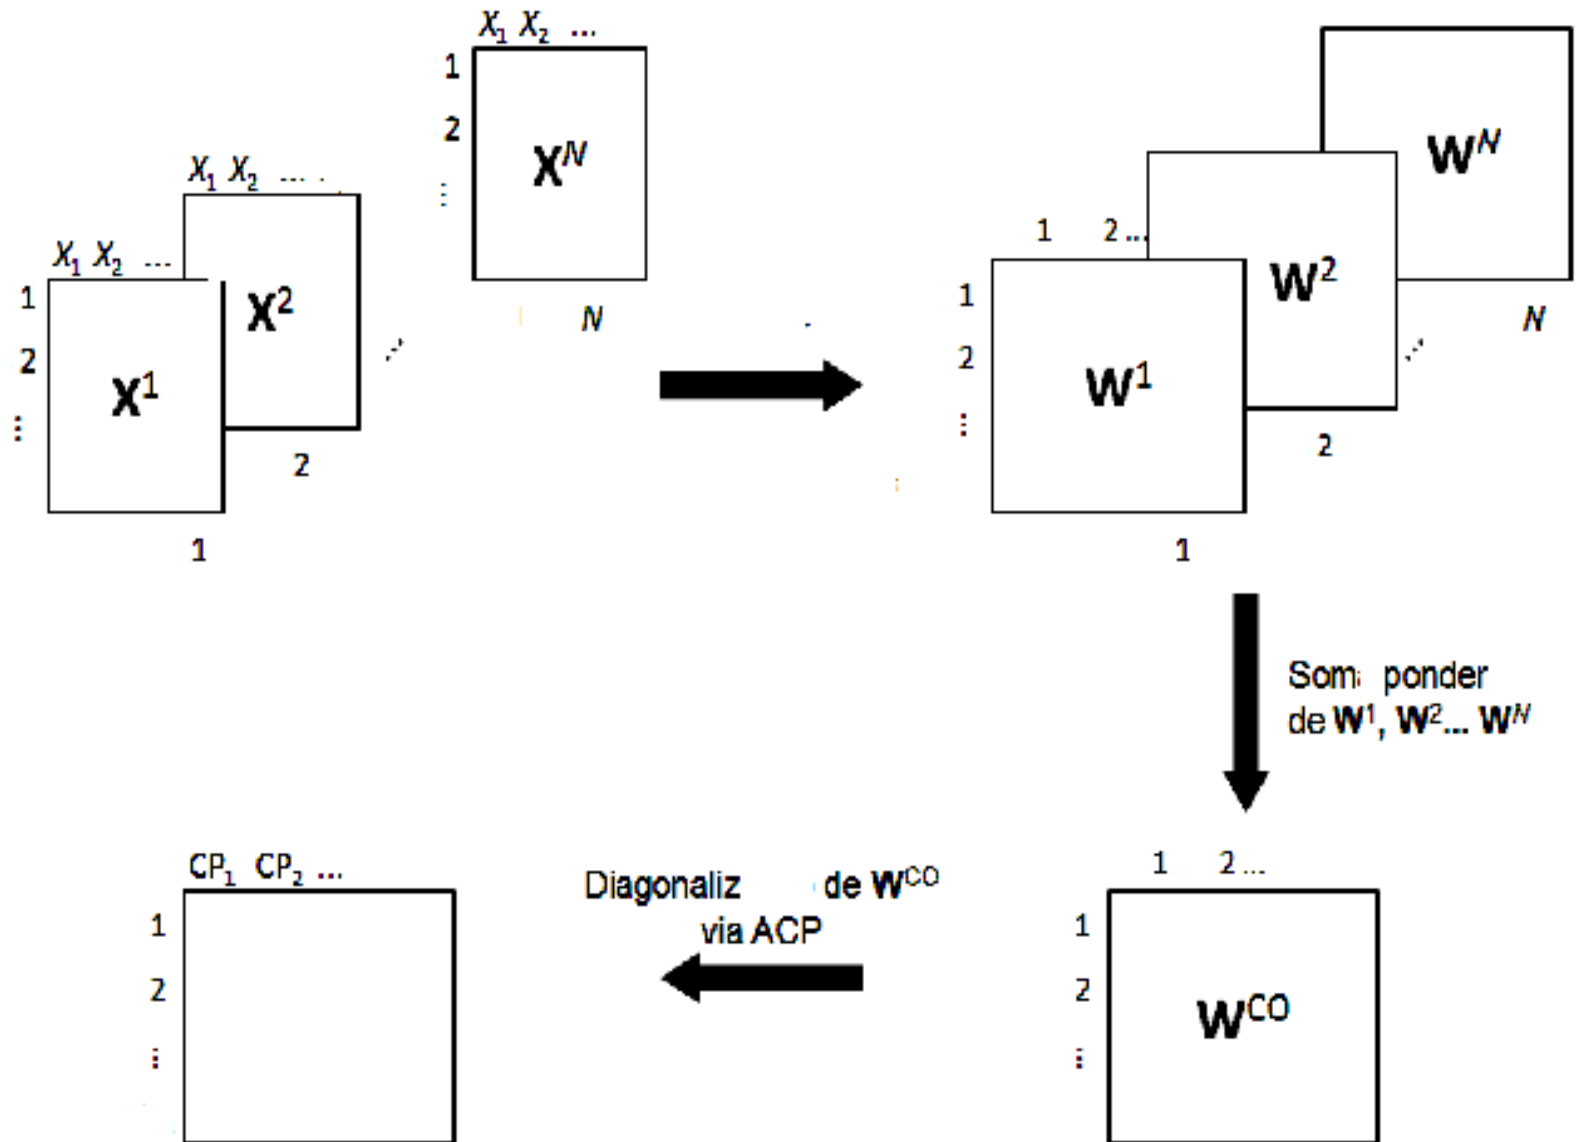 X₁ X₂ ...
1
2
⋮
Xᴺ
N
X₁ X₂ ...
X²
2
X₁ X₂ ...
1
2
⋮
X¹
1
Wᴺ
N
W²
2
1 2...
1
2
⋮
W¹
1
ponder
de W¹, W²... Wᴺ
1 2...
1
2
⋮
Wᶜᴼ
de Wᶜᴼ
via ACP
CP₁ CP₂ ...
1
2
⋮